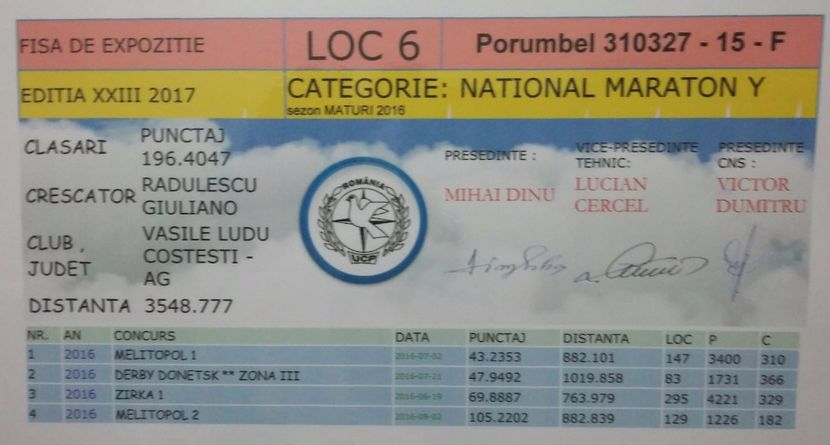 FISA DE EXPOZITIE LOC 6 Porumbel 310327 - 15 - F
EDITIA XXIII 2017 CATEGORIE: NATIONAL MARATON Y
sezon MATURI 2016
CLASARI PUNCTAJ
196.4047
CRESCATOR RADULESCU
GIULIANO
CLUB , JUDET VASILE LUDU
COSTESTI -
AG
DISTANTA 3548.777
ROMÂNIA
UCP
PRESEDINTE :
MIHAI DINU
VICE-PRESEDINTE
TEHNIC:
LUCIAN
CERCEL
PRESEDINTE
CNS :
VICTOR
DUMITRU
NR. AN CONCURS DATA PUNCTAJ DISTANTA LOC P C
1 2016 MELITOPOL 1 2016-07-02 43.2353 882.101 147 3400 310
2 2016 DERBY DONETSK ** ZONA III 2016-07-21 47.9492 1019.858 83 1731 366
3 2016 ZIRKA 1 2016-06-19 69.8887 763.979 295 4221 329
4 2016 MELITOPOL 2 2016-09-02 105.2202 882.839 129 1226 182